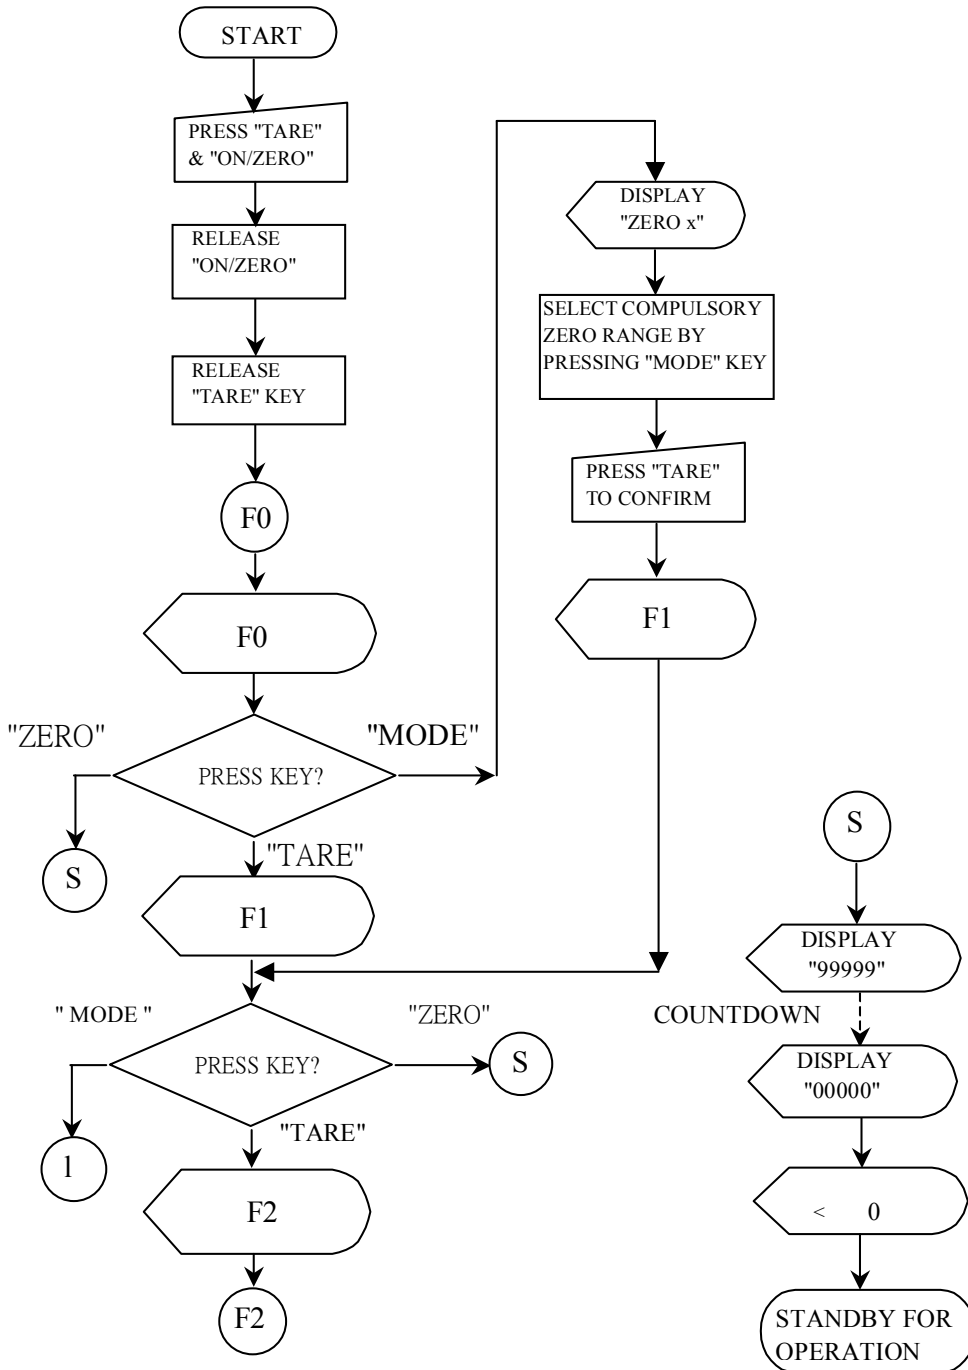 START
PRESS "TARE"
& "ON/ZERO"
RELEASE
"ON/ZERO"
RELEASE
"TARE" KEY
F0
F0
"ZERO"
"MODE"
PRESS KEY?
S
"TARE"
F1
" MODE "
"ZERO"
PRESS KEY?
S
1
"TARE"
F2
F2
DISPLAY
"ZERO x"
SELECT COMPULSORY
ZERO RANGE BY
PRESSING "MODE" KEY
PRESS "TARE"
TO CONFIRM
F1
S
DISPLAY
"99999"
COUNTDOWN
DISPLAY
"00000"
< 0
STANDBY FOR
OPERATION